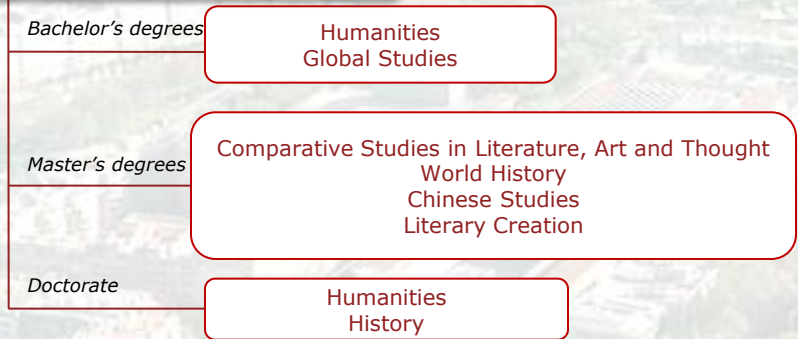 Bachelor's degrees
Humanities
Global Studies
Master's degrees
Comparative Studies in Literature, Art and Thought
World History
Chinese Studies
Literary Creation
Doctorate
Humanities
History